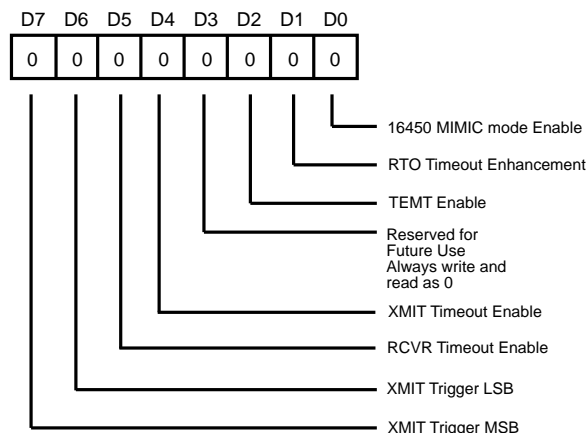 D7 D6 D5 D4 D3 D2 D1 D0
0 0 0 0 0 0 0 0
16450 MIMIC mode Enable
RTO Timeout Enhancement
TEMT Enable
Reserved for
Future Use
Always write and
read as 0
XMIT Timeout Enable
RCVR Timeout Enable
XMIT Trigger LSB
XMIT Trigger MSB